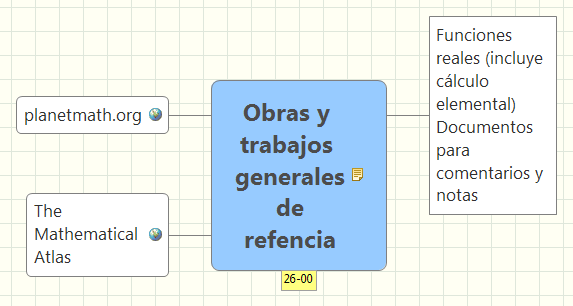 planetmath.org
The
Mathematical
Atlas
Obras y
trabajos
generales
de
refencia
26-00
Funciones
reales (incluye
cálculo
elemental)
Documentos
para
comentarios y
notas